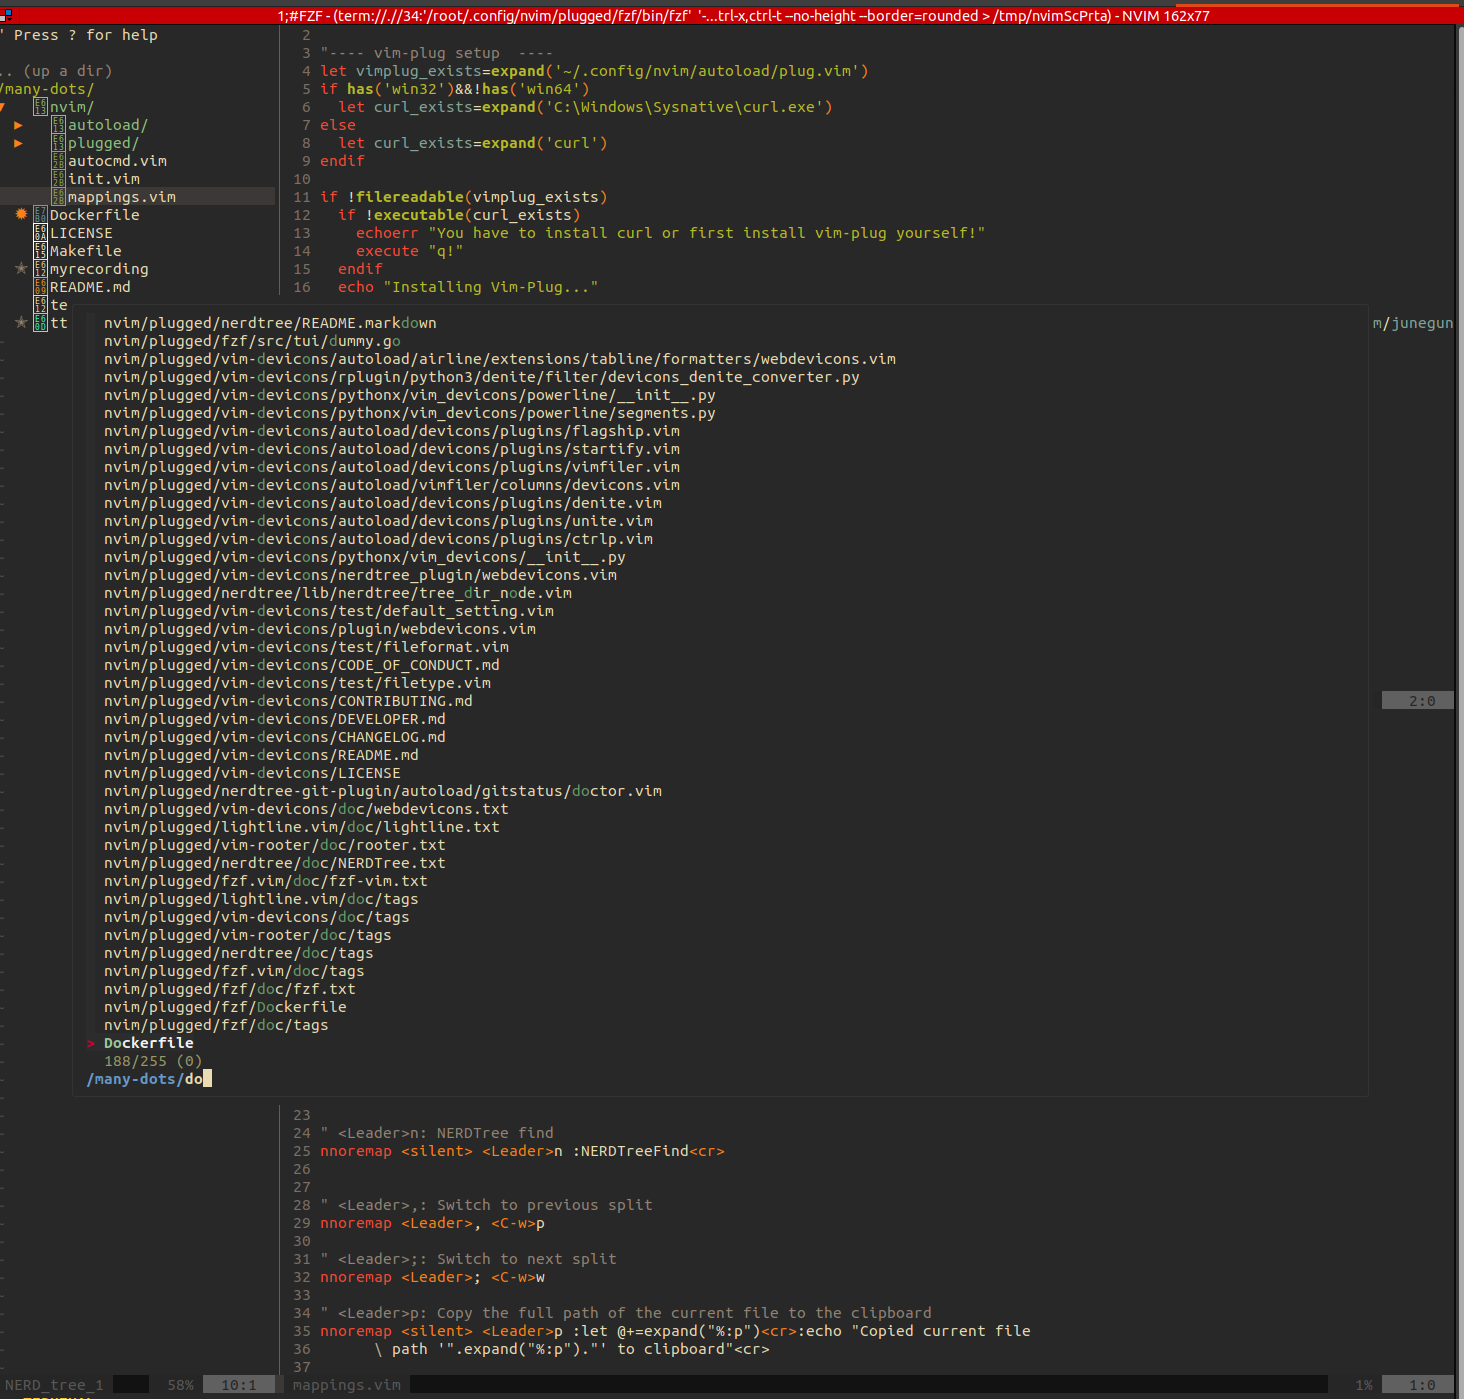 1;#FZF - (term://.//34:'/root/.config/nvim/plugged/fzf/bin/fzf' '-...trl-x,ctrl-t --no-height --border=rounded > /tmp/nvimScPrta) - NVIM 162x77
" Press ? for help
.. (up a dir)
/many-dots/
nvim/
autoload/
plugged/
autocmd.vim
init.vim
mappings.vim
Dockerfile
LICENSE
Makefile
myrecording
README.md
te
tt
2
3 "---- vim-plug setup  ----
4 let vimplug_exists=expand('~/.config/nvim/autoload/plug.vim')
5 if has('win32')&&!has('win64')
6   let curl_exists=expand('C:\Windows\Sysnative\curl.exe')
7 else
8   let curl_exists=expand('curl')
9 endif
10
11 if !filereadable(vimplug_exists)
12   if !executable(curl_exists)
13     echoerr "You have to install curl or first install vim-plug yourself!"
14     execute "q!"
15   endif
16   echo "Installing Vim-Plug..."
m/junegun
nvim/plugged/nerdtree/README.markdown
nvim/plugged/fzf/src/tui/dummy.go
nvim/plugged/vim-devicons/autoload/airline/extensions/tabline/formatters/webdevicons.vim
nvim/plugged/vim-devicons/rplugin/python3/denite/filter/devicons_denite_converter.py
nvim/plugged/vim-devicons/pythonx/vim_devicons/powerline/__init__.py
nvim/plugged/vim-devicons/pythonx/vim_devicons/powerline/segments.py
nvim/plugged/vim-devicons/autoload/devicons/plugins/flagship.vim
nvim/plugged/vim-devicons/autoload/devicons/plugins/startify.vim
nvim/plugged/vim-devicons/autoload/devicons/plugins/vimfiler.vim
nvim/plugged/vim-devicons/autoload/vimfiler/columns/devicons.vim
nvim/plugged/vim-devicons/autoload/devicons/plugins/denite.vim
nvim/plugged/vim-devicons/autoload/devicons/plugins/unite.vim
nvim/plugged/vim-devicons/autoload/devicons/plugins/ctrlp.vim
nvim/plugged/vim-devicons/pythonx/vim_devicons/__init__.py
nvim/plugged/vim-devicons/nerdtree_plugin/webdevicons.vim
nvim/plugged/nerdtree/lib/nerdtree/tree_dir_node.vim
nvim/plugged/vim-devicons/test/default_setting.vim
nvim/plugged/vim-devicons/plugin/webdevicons.vim
nvim/plugged/vim-devicons/test/fileformat.vim
nvim/plugged/vim-devicons/CODE_OF_CONDUCT.md
nvim/plugged/vim-devicons/test/filetype.vim
nvim/plugged/vim-devicons/CONTRIBUTING.md
nvim/plugged/vim-devicons/DEVELOPER.md
nvim/plugged/vim-devicons/CHANGELOG.md
nvim/plugged/vim-devicons/README.md
nvim/plugged/vim-devicons/LICENSE
nvim/plugged/nerdtree-git-plugin/autoload/gitstatus/doctor.vim
nvim/plugged/vim-devicons/doc/webdevicons.txt
nvim/plugged/lightline.vim/doc/lightline.txt
nvim/plugged/vim-rooter/doc/rooter.txt
nvim/plugged/nerdtree/doc/NERDTree.txt
nvim/plugged/fzf.vim/doc/fzf-vim.txt
nvim/plugged/lightline.vim/doc/tags
nvim/plugged/vim-devicons/doc/tags
nvim/plugged/vim-rooter/doc/tags
nvim/plugged/nerdtree/doc/tags
nvim/plugged/fzf.vim/doc/tags
nvim/plugged/fzf/doc/fzf.txt
nvim/plugged/fzf/Dockerfile
nvim/plugged/fzf/doc/tags
> Dockerfile
188/255 (0)
/many-dots/do
2:0
23
24 " <Leader>n: NERDTree find
25 nnoremap <silent> <Leader>n :NERDTreeFind<cr>
26
27
28 " <Leader>,: Switch to previous split
29 nnoremap <Leader>, <C-w>p
30
31 " <Leader>;: Switch to next split
32 nnoremap <Leader>; <C-w>w
33
34 " <Leader>p: Copy the full path of the current file to the clipboard
35 nnoremap <silent> <Leader>p :let @+=expand("%:p")<cr>:echo "Copied current file
36       \ path '".expand("%:p")."' to clipboard"<cr>
37
NERD_tree_1 58% 10:1 mappings.vim 1% 1:0